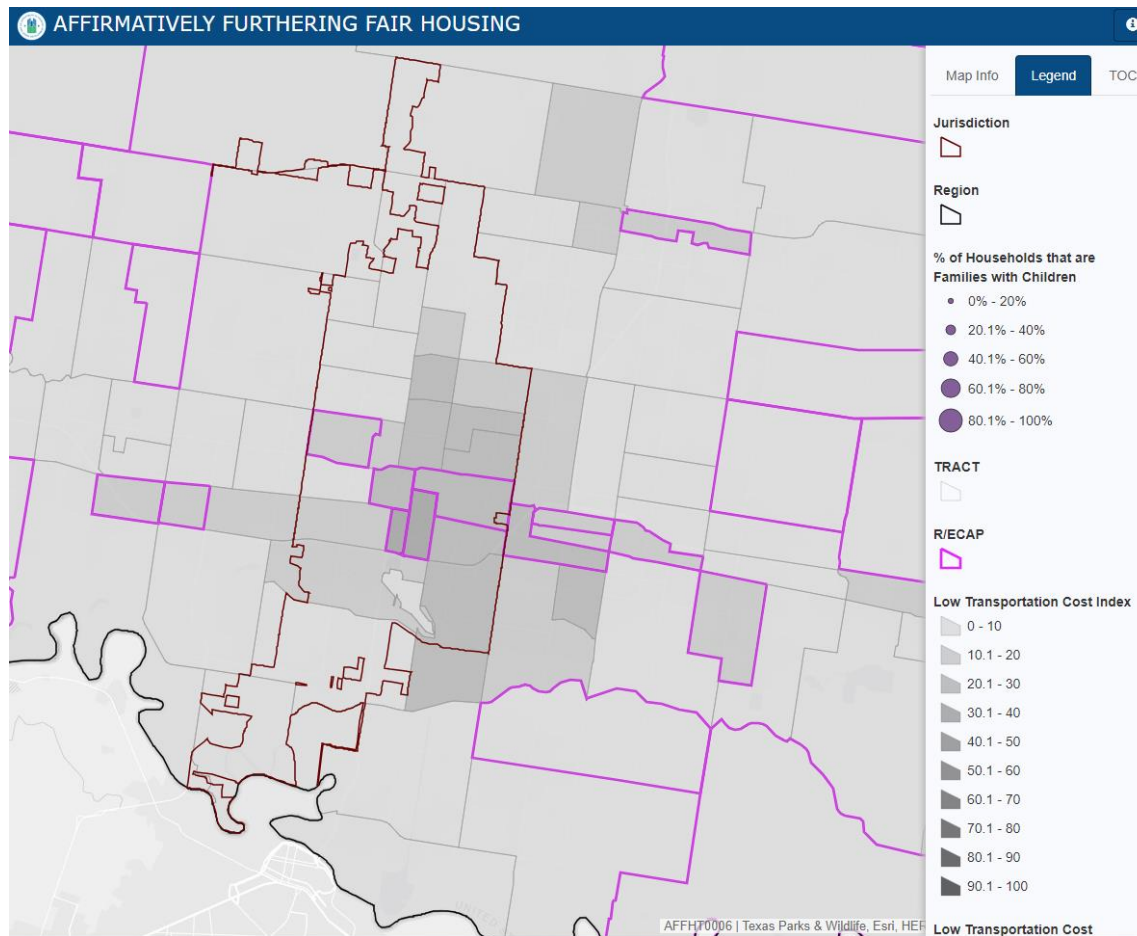 AFFIRMATIVELY FURTHERING FAIR HOUSING
Map Info
Legend
TOC
Jurisdiction
Region
% of Households that are
Families with Children
0% - 20%
20.1% - 40%
40.1% - 60%
60.1% - 80%
80.1% - 100%
TRACT
R/ECAP
Low Transportation Cost Index
0 - 10
10.1 - 20
20.1 - 30
30.1 - 40
40.1 - 50
50.1 - 60
60.1 - 70
70.1 - 80
80.1 - 90
90.1 - 100
Low Transportation Cost
UNITED
AFFHT0006 | Texas Parks & Wildlife, Esri, HER